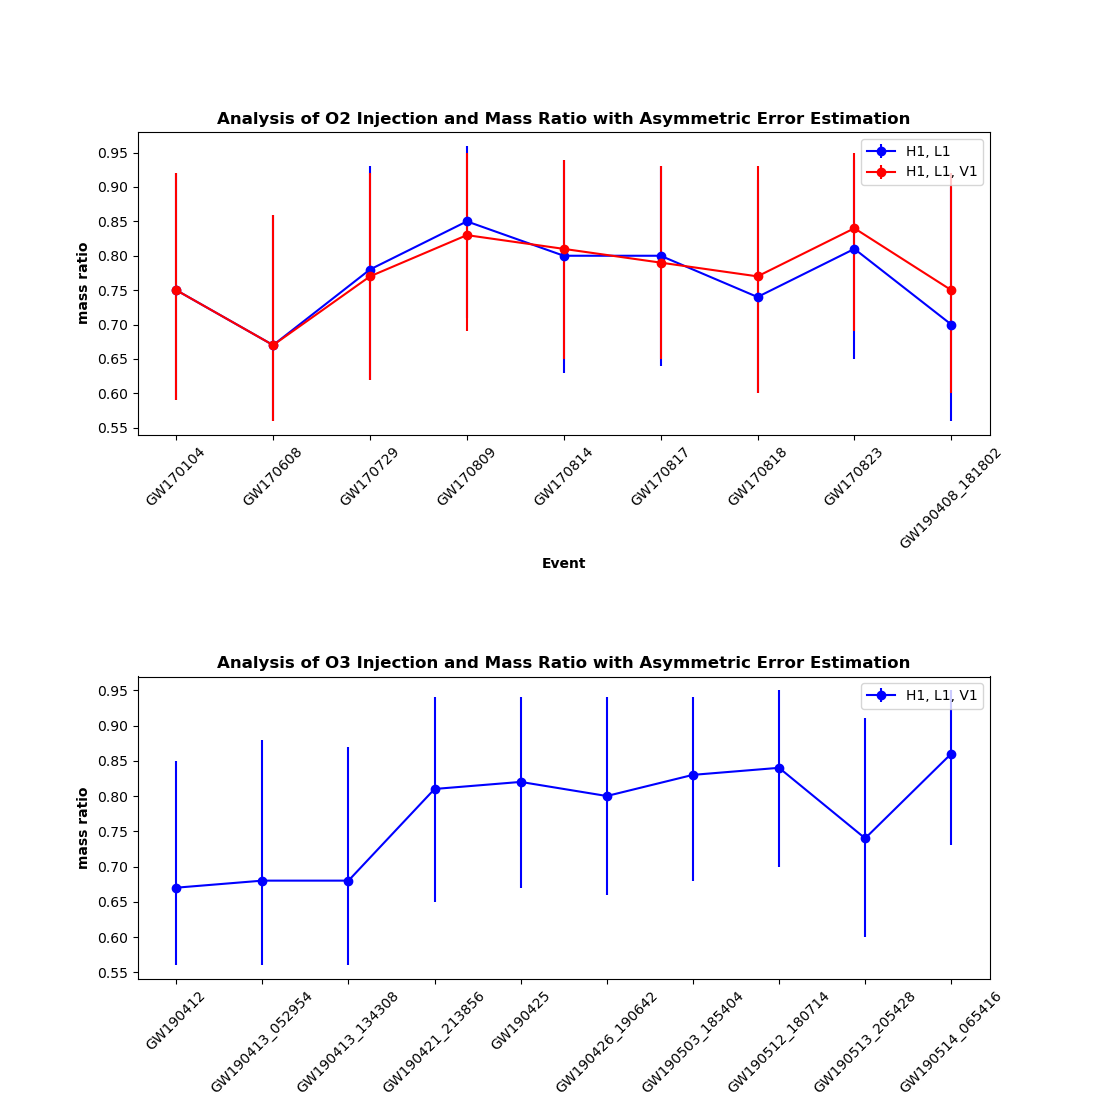 Analysis of O2 Injection and Mass Ratio with Asymmetric Error Estimation
H1, L1
H1, L1, V1
mass ratio
0.95
0.90
0.85
0.80
0.75
0.70
0.65
0.60
0.55
GW170104
GW170608
GW170729
GW170809
GW170814
GW170817
GW170818
GW170823
GW190408_181802
Event
Analysis of O3 Injection and Mass Ratio with Asymmetric Error Estimation
H1, L1, V1
mass ratio
0.95
0.90
0.85
0.80
0.75
0.70
0.65
0.60
0.55
GW190412
GW190413_052954
GW190413_134308
GW190421_213856
GW190425
GW190426_190642
GW190503_185404
GW190512_180714
GW190513_205428
GW190514_065416